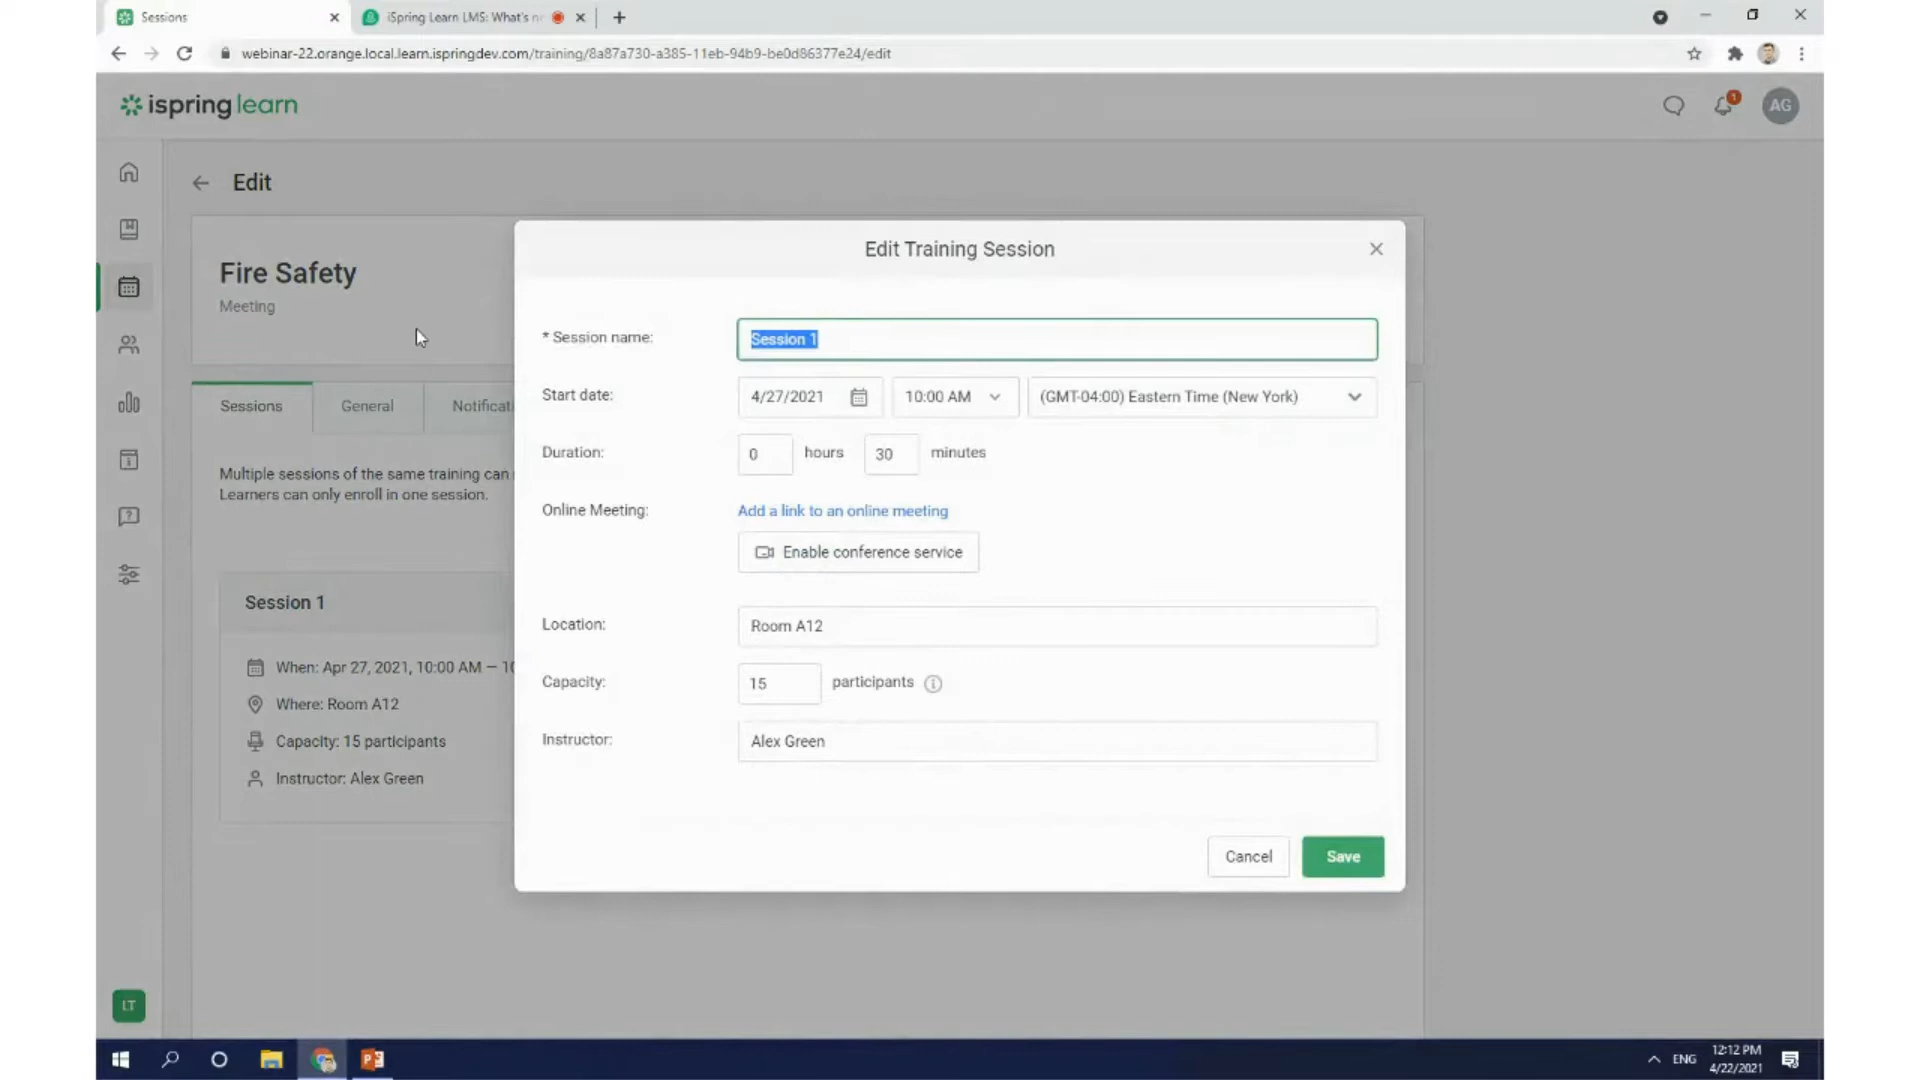 Sessions
iSpring Learn LMS: What's n
webinar-22.orange.local.learn.ispringdev.com/training/8a87a730-a385-11eb-94b9-be0d86377e24/edit
ispring learn
1
AG
Edit
Fire Safety
Meeting
Sessions
General
Notificati
Multiple sessions of the same training can
Learners can only enroll in one session.
Session 1
When: Apr 27, 2021, 10:00 AM – 10
Where: Room A12
Capacity: 15 participants
Instructor: Alex Green
LT
Edit Training Session
* Session name:
Session 1
Start date:
4/27/2021
10:00 AM
(GMT-04:00) Eastern Time (New York)
Duration:
0 hours 30 minutes
Online Meeting:
Add a link to an online meeting
Enable conference service
Location:
Room A12
Capacity:
15 participants
Instructor:
Alex Green
Cancel
Save
ENG
12:12 PM
4/22/2021